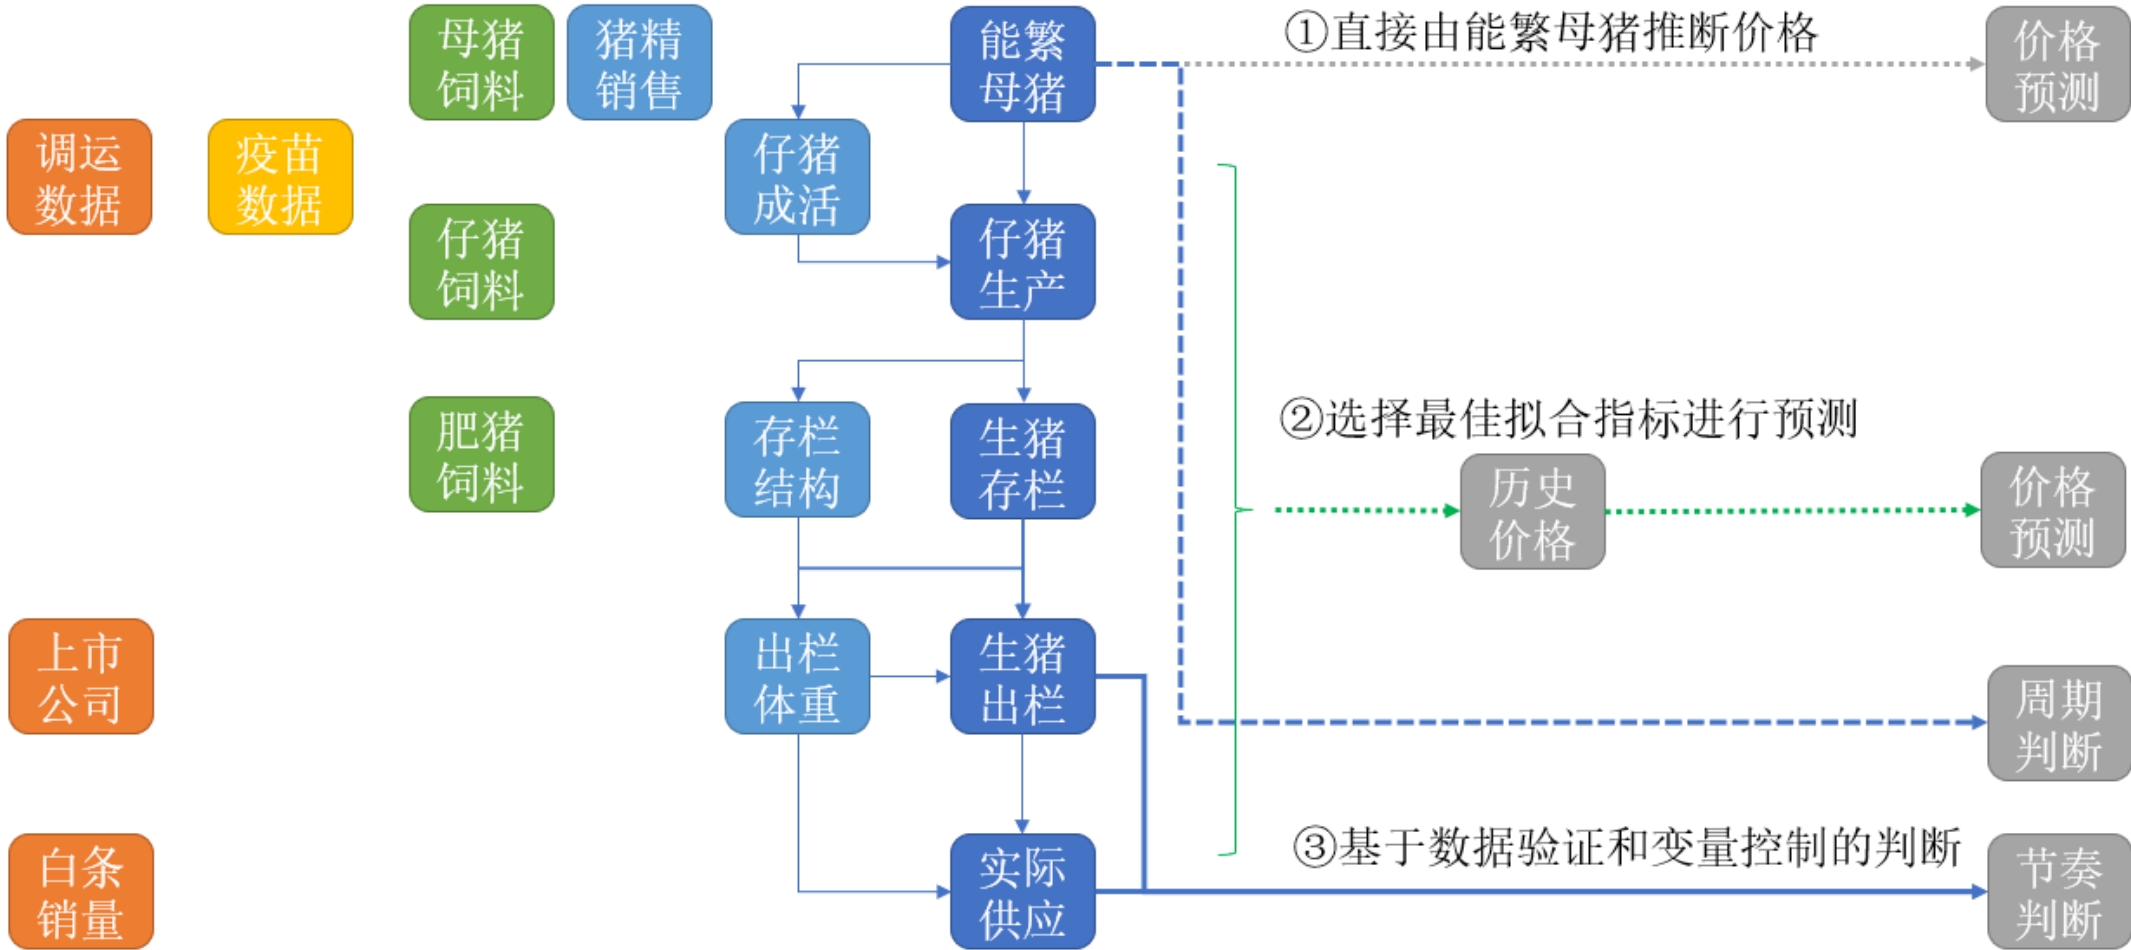 母猪
饲料
猪精
销售
能繁
母猪
①直接由能繁母猪推断价格
价格
预测
调运
数据
疫苗
数据
仔猪
成活
仔猪
饲料
仔猪
生产
肥猪
饲料
存栏
结构
生猪
存栏
②选择最佳拟合指标进行预测
历史
价格
价格
预测
上市
公司
出栏
体重
生猪
出栏
周期
判断
白条
销量
实际
供应
③基于数据验证和变量控制的判断
节奏
判断